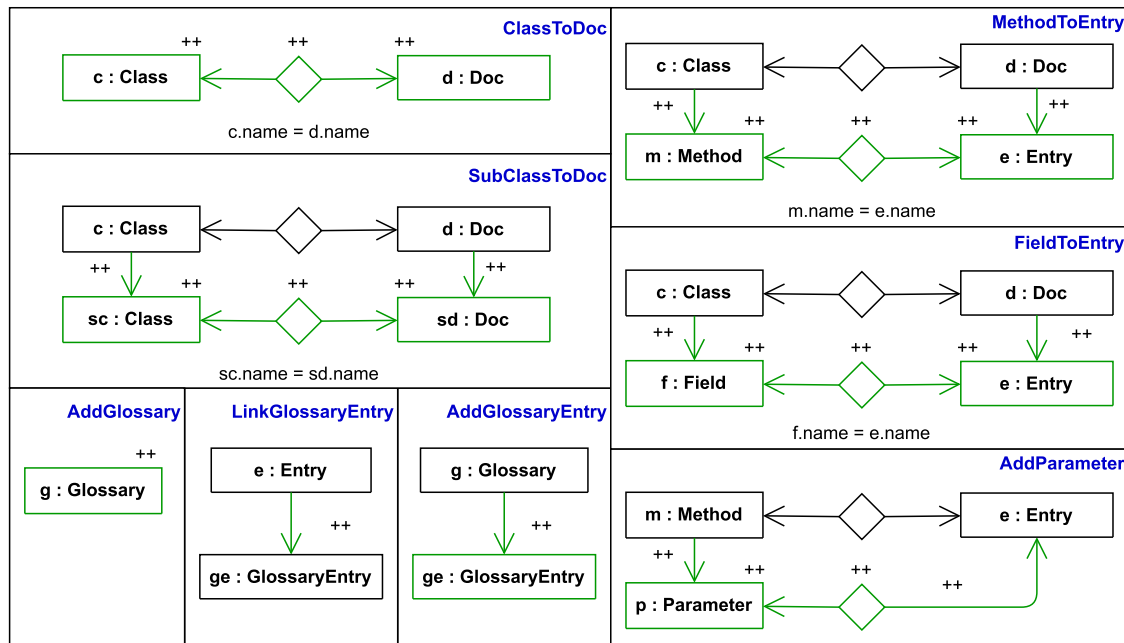 ClassToDoc
++ ++ ++
c : Class
d : Doc
c.name = d.name
SubClassToDoc
c : Class
d : Doc
++ ++
++ ++ ++
sc : Class
sd : Doc
sc.name = sd.name
AddGlossary
++
g : Glossary
LinkGlossaryEntry
e : Entry
++
ge : GlossaryEntry
AddGlossaryEntry
g : Glossary
++
ge : GlossaryEntry
MethodToEntry
c : Class
d : Doc
++ ++
++ ++ ++
m : Method
e : Entry
m.name = e.name
FieldToEntry
c : Class
d : Doc
++ ++
++ ++ ++
f : Field
e : Entry
f.name = e.name
AddParameter
m : Method
e : Entry
++
++ ++ ++
p : Parameter